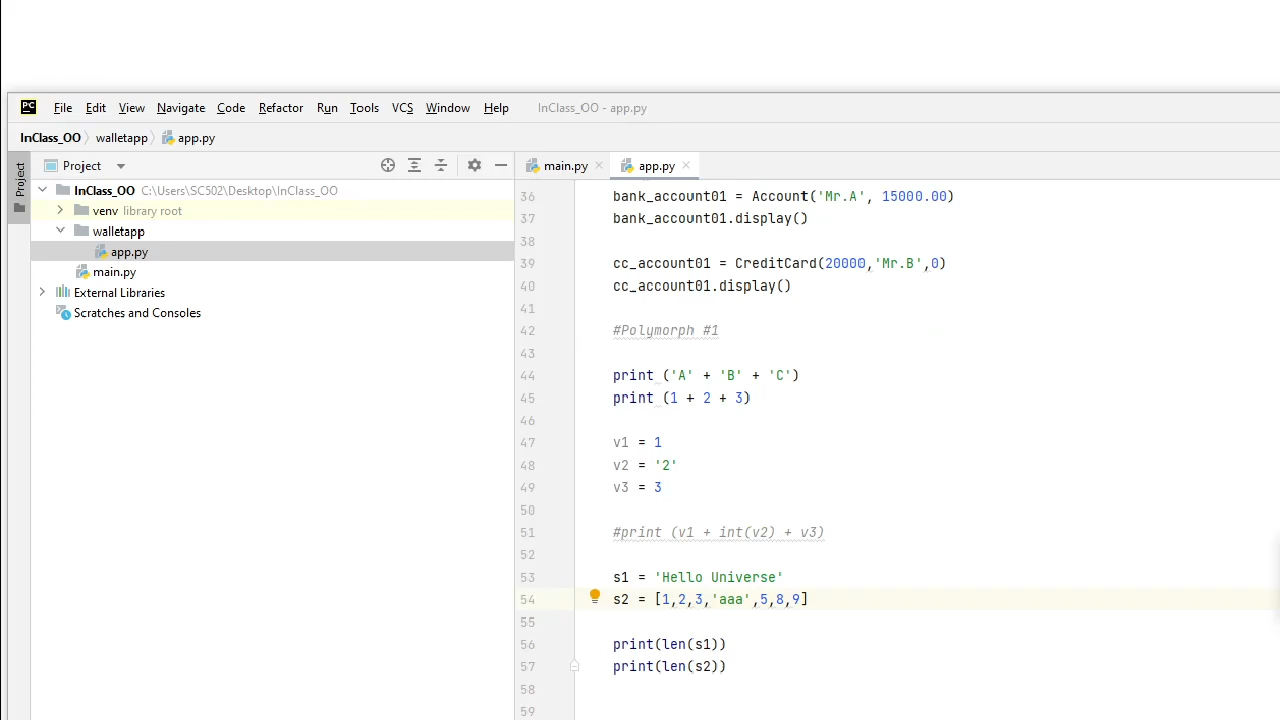 PC File Edit View Navigate Code Refactor Run Tools VCS Window Help InClass_OO - app.py
InClass_OO walletapp app.py
Project
Project
main.py app.py
InClass_OO C:\Users\SC502\Desktop\InClass_OO
venv library root
walletapp
app.py
main.py
External Libraries
Scratches and Consoles
36 bank_account01 = Account('Mr.A', 15000.00)
37 bank_account01.display()
38
39 cc_account01 = CreditCard(20000,'Mr.B',0)
40 cc_account01.display()
41
42 #Polymorph #1
43
44 print ('A' + 'B' + 'C')
45 print (1 + 2 + 3)
46
47 v1 = 1
48 v2 = '2'
49 v3 = 3
50
51 #print (v1 + int(v2) + v3)
52
53 s1 = 'Hello Universe'
54 s2 = [1,2,3,'aaa',5,8,9]
55
56 print(len(s1))
57 print(len(s2))
58
59